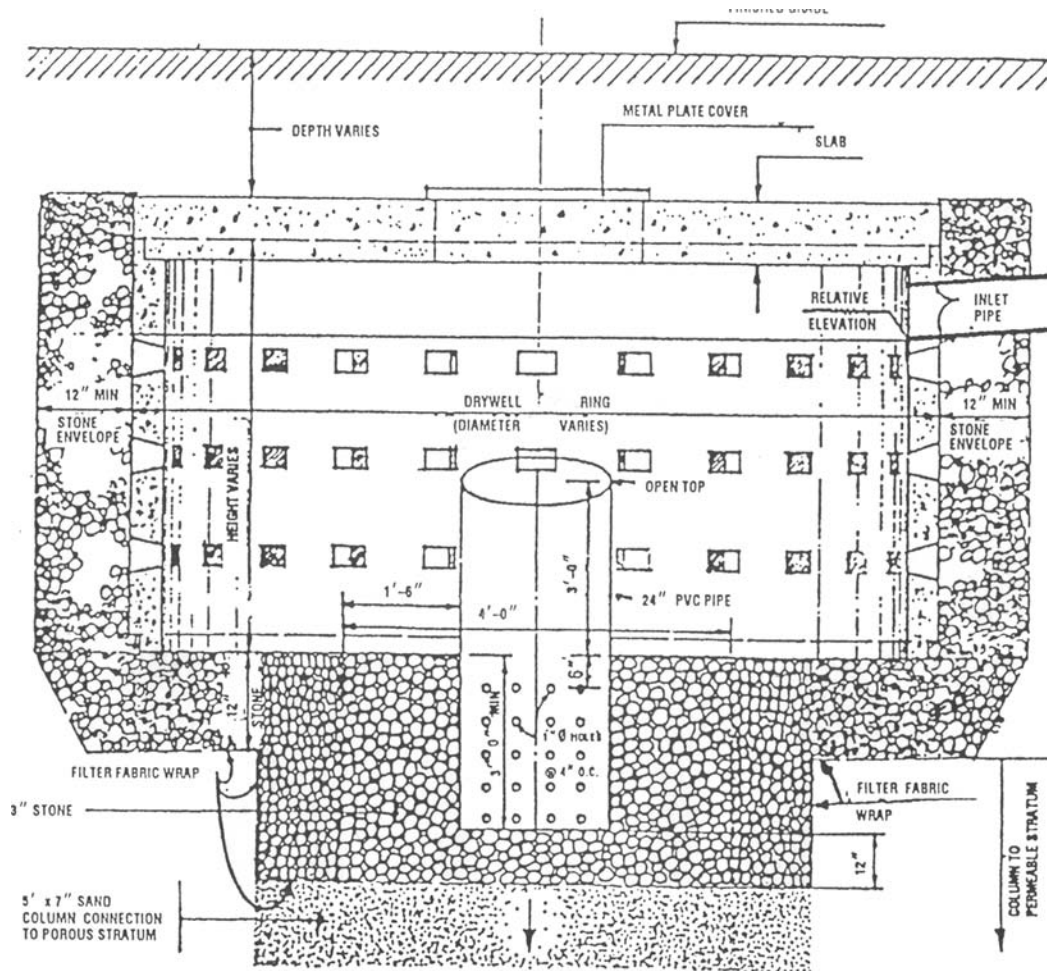 FINISHED GRADE
DEPTH VARIES
METAL PLATE COVER
SLAB
RELATIVE
ELEVATION
INLET
PIPE
12" MIN
STONE
ENVELOPE
DRYWELL RING
(DIAMETER VARIES)
12" MIN
STONE
ENVELOPE
HEIGHT VARIES
OPEN TOP
3'-0"
1'-6"
24" PVC PIPE
4'-0"
6"
12"
STONE
3'-0" MIN
1" Ø HOLES
@ 4" O.C.
FILTER FABRIC WRAP
3" STONE
FILTER FABRIC
WRAP
12"
COLUMN TO
PERMEABLE STRATUM
5' x 7" SAND
COLUMN CONNECTION
TO POROUS STRATUM